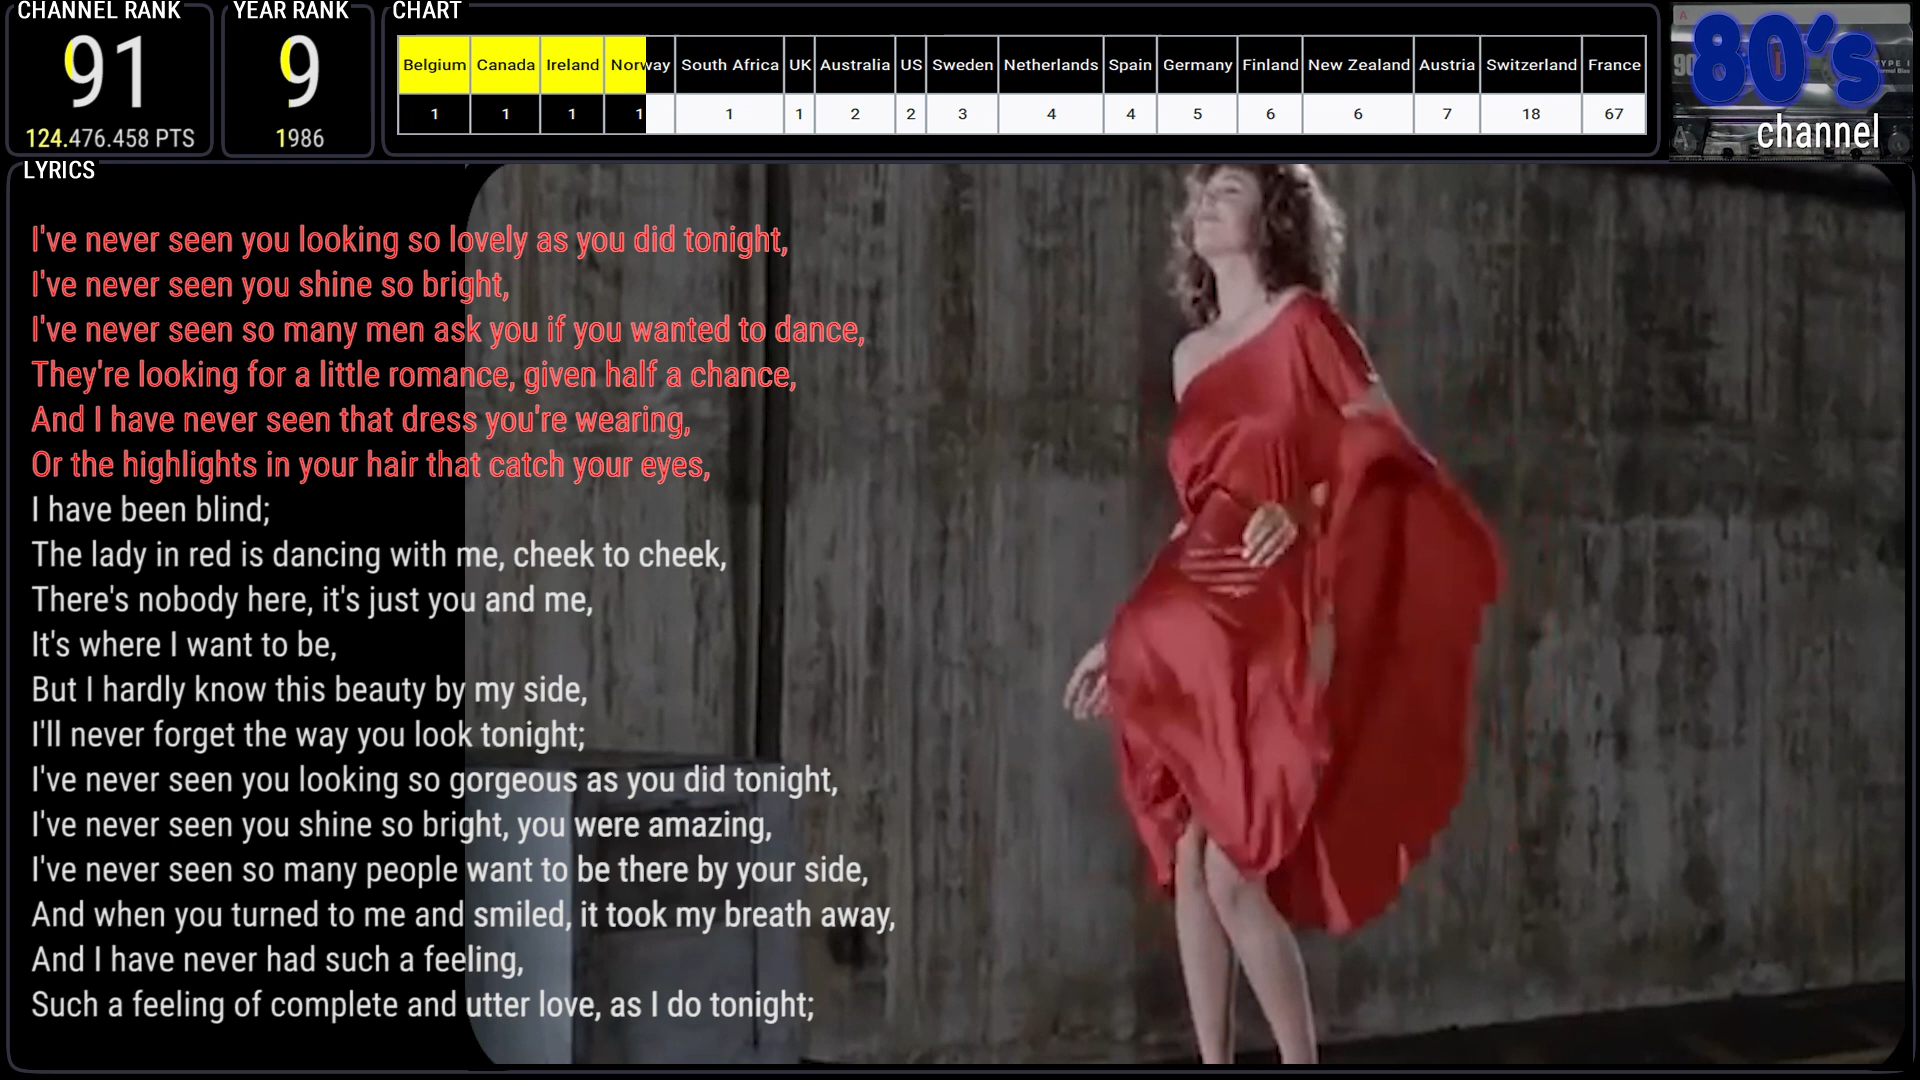 CHANNEL RANK
91
124.476.458 PTS
YEAR RANK
9
1986
CHART
Belgium Canada Ireland Norway South Africa UK Australia US Sweden Netherlands Spain Germany Finland New Zealand Austria Switzerland France
1 1 1 1 1 1 2 2 3 4 4 5 6 6 7 18 67
A
90
TYPE I
80's
channel
LYRICS
I've never seen you looking so lovely as you did tonight,
I've never seen you shine so bright,
I've never seen so many men ask you if you wanted to dance,
They're looking for a little romance, given half a chance,
And I have never seen that dress you're wearing,
Or the highlights in your hair that catch your eyes,
I have been blind;
The lady in red is dancing with me, cheek to cheek,
There's nobody here, it's just you and me,
It's where I want to be,
But I hardly know this beauty by my side,
I'll never forget the way you look tonight;
I've never seen you looking so gorgeous as you did tonight,
I've never seen you shine so bright, you were amazing,
I've never seen so many people want to be there by your side,
And when you turned to me and smiled, it took my breath away,
And I have never had such a feeling,
Such a feeling of complete and utter love, as I do tonight;